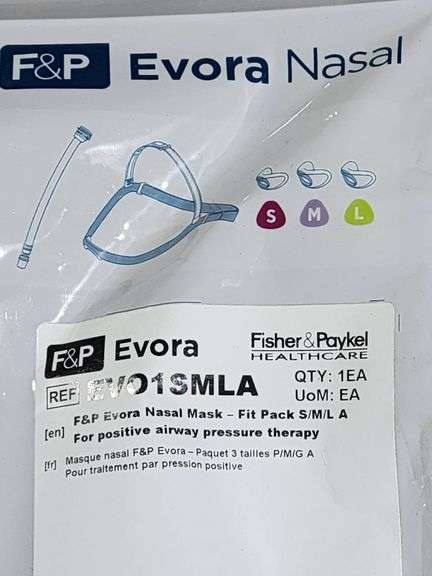 F&P Evora Nasal
S M L
F&P Evora
Fisher & Paykel
HEALTHCARE
REF EVO1SMLA
QTY: 1EA
UoM: EA
[en] F&P Evora Nasal Mask – Fit Pack S/M/L A
For positive airway pressure therapy
[fr] Masque nasal F&P Evora – Paquet 3 tailles P/M/G A
Pour traitement par pression positive